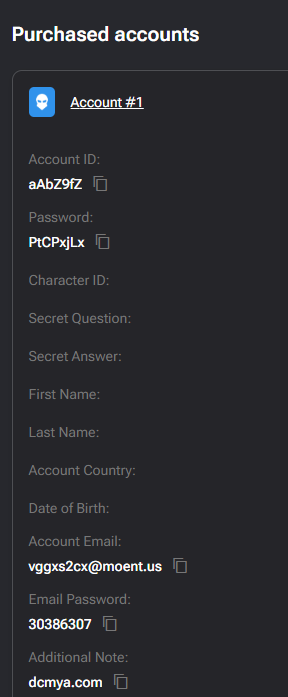 Purchased accounts
Account #1
Account ID:
aAbZ9fZ
Password:
PtCPxjLx
Character ID:
Secret Question:
Secret Answer:
First Name:
Last Name:
Account Country:
Date of Birth:
Account Email:
vggxs2cx@moent.us
Email Password:
30386307
Additional Note:
dcmya.com